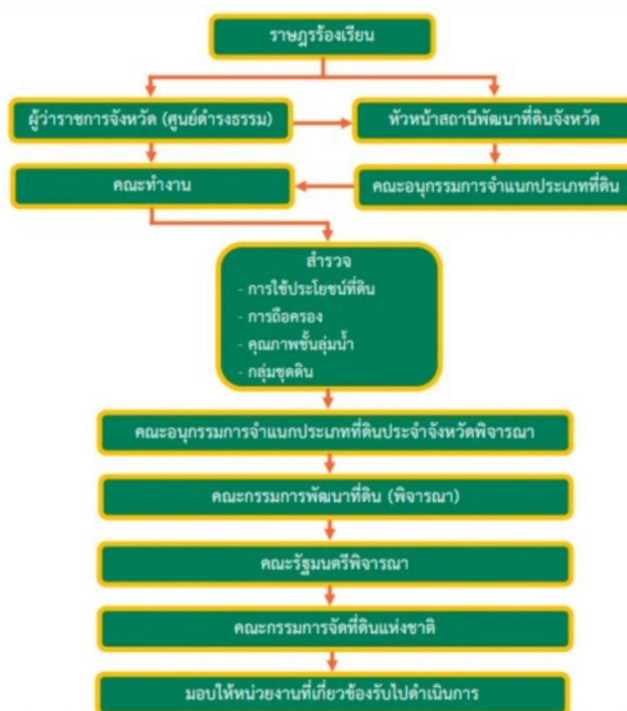 ราษฎรร้องเรียน
ผู้ว่าราชการจังหวัด (ศูนย์ดำรงธรรม)
หัวหน้าสถานีพัฒนาที่ดินจังหวัด
คณะทำงาน
คณะอนุกรรมการจำแนกประเภทที่ดิน
สำรวจ
- การใช้ประโยชน์ที่ดิน
- การถือครอง
- คุณภาพชั้นลุ่มน้ำ
- กลุ่มชุดดิน
คณะอนุกรรมการจำแนกประเภทที่ดินประจำจังหวัดพิจารณา
คณะกรรมการพัฒนาที่ดิน (พิจารณา)
คณะรัฐมนตรีพิจารณา
คณะกรรมการจัดที่ดินแห่งชาติ
มอบให้หน่วยงานที่เกี่ยวข้องรับไปดำเนินการ